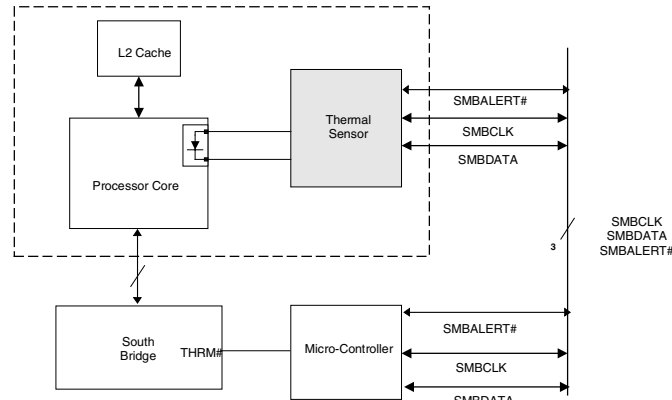 L2 Cache
Thermal
Sensor
SMBALERT#
SMBCLK
SMBDATA
Processor Core
SMBCLK
SMBDATA
SMBALERT#
3
South
Bridge
THRM#
Micro-Controller
SMBALERT#
SMBCLK
SMBDATA